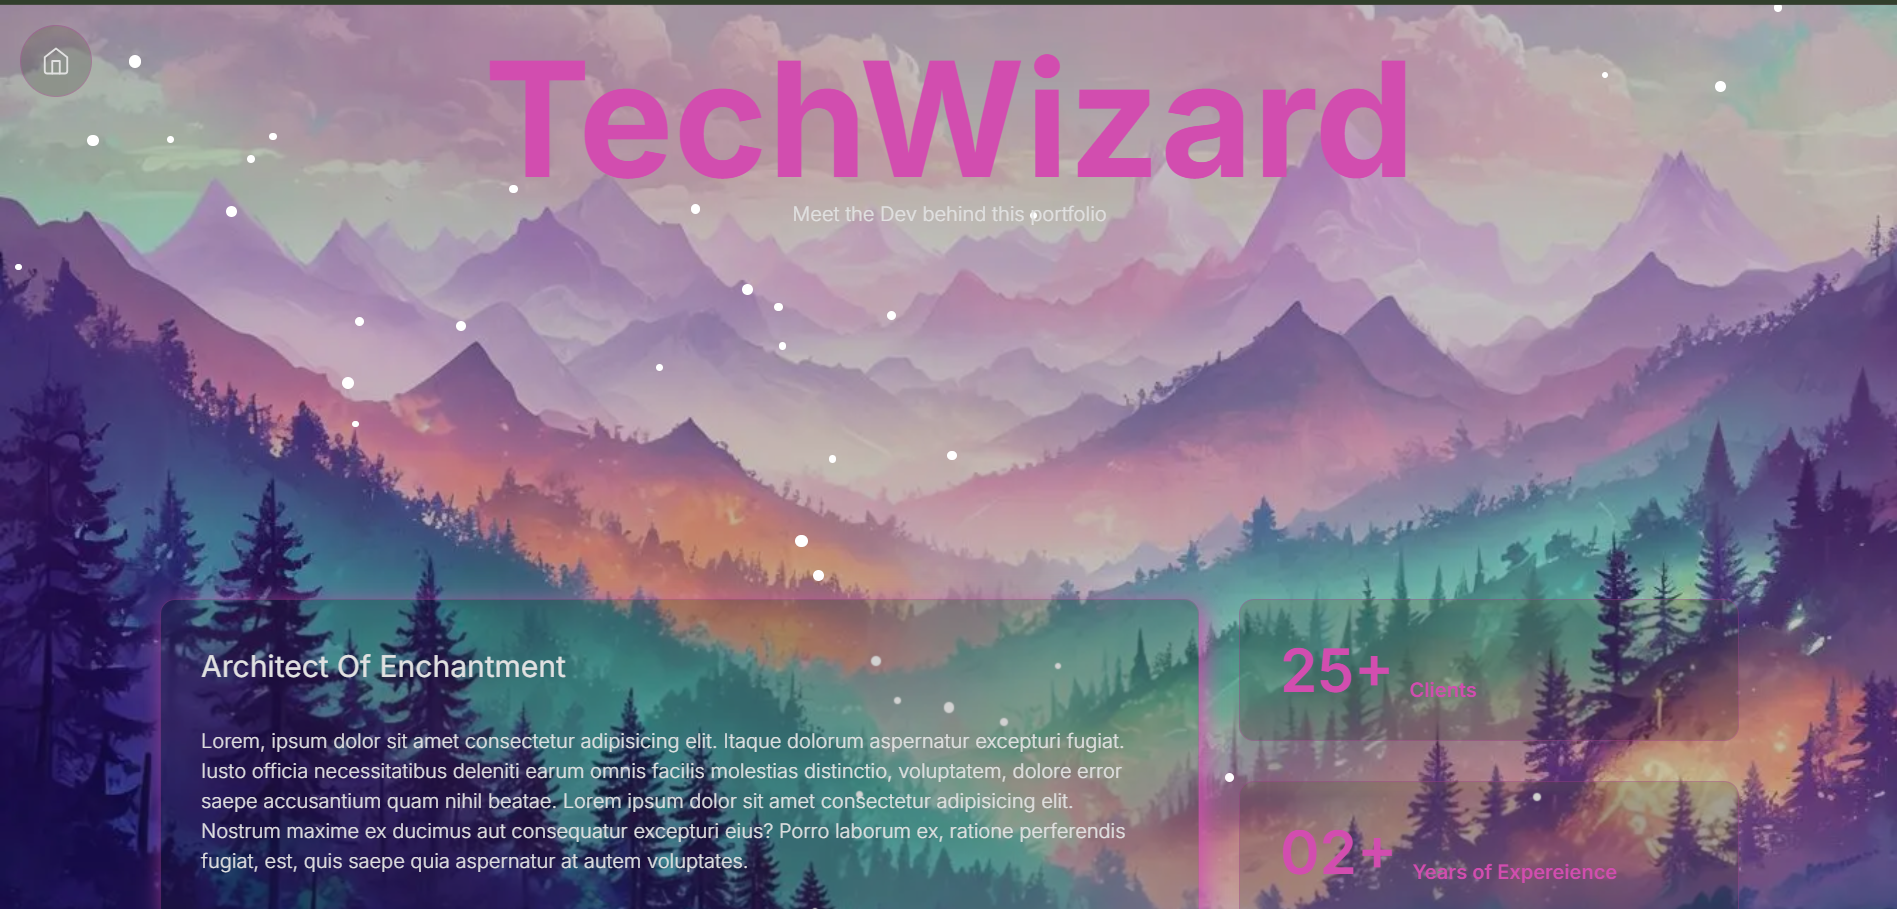 TechWizard
Meet the Dev behind this portfolio
Architect Of Enchantment
Lorem, ipsum dolor sit amet consectetur adipisicing elit. Itaque dolorum aspernatur excepturi fugiat.
Iusto officia necessitatibus deleniti earum omnis facilis molestias distinctio, voluptatem, dolore error
saepe accusantium quam nihil beatae. Lorem ipsum dolor sit amet consectetur adipisicing elit.
Nostrum maxime ex ducimus aut consequatur excepturi eius? Porro laborum ex, ratione perferendis
fugiat, est, quis saepe quia aspernatur at autem voluptates.
25+ Clients
02+ Years of Expereience